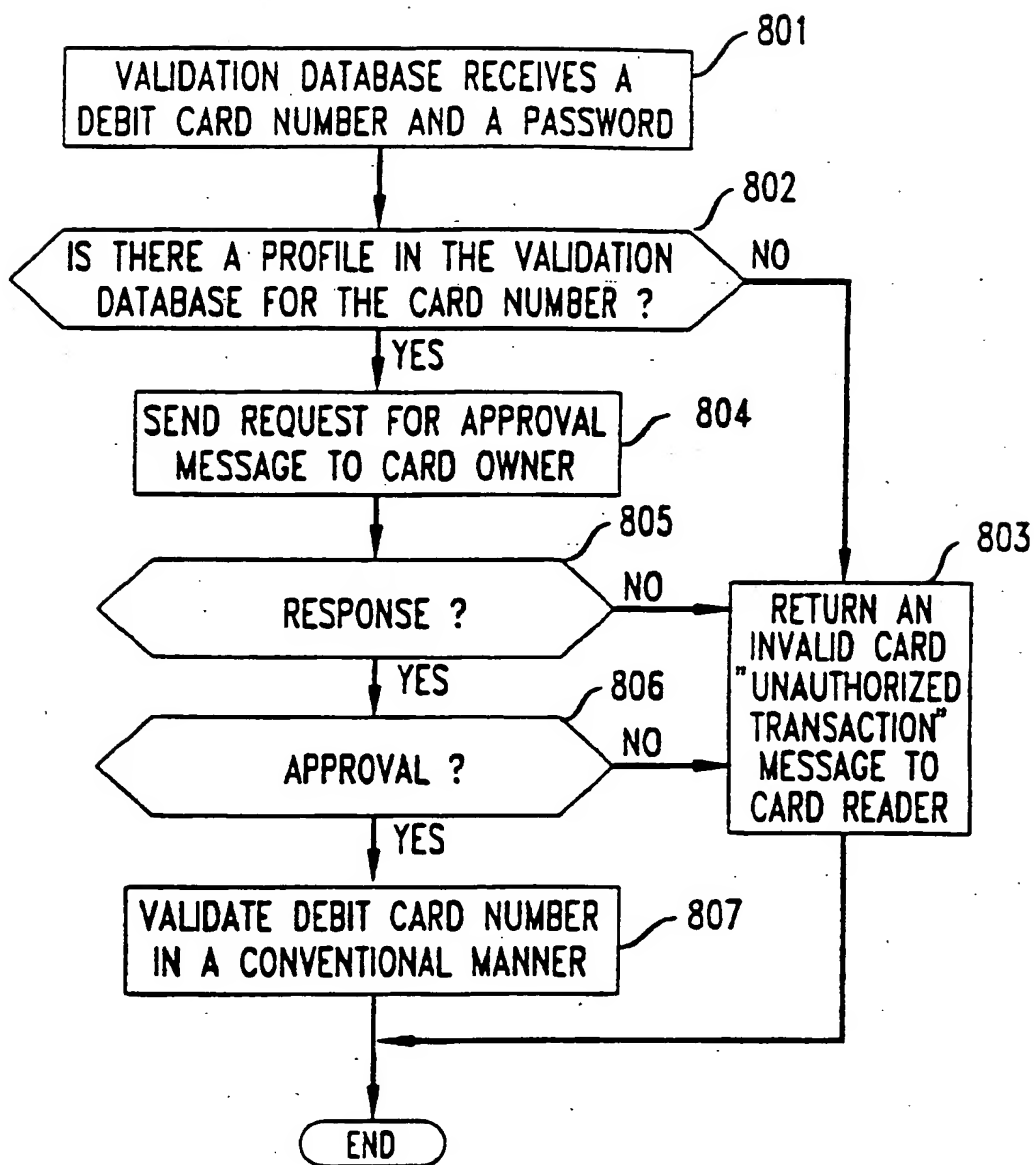 801
VALIDATION DATABASE RECEIVES A
DEBIT CARD NUMBER AND A PASSWORD
802
IS THERE A PROFILE IN THE VALIDATION
DATABASE FOR THE CARD NUMBER ?
NO
YES
SEND REQUEST FOR APPROVAL
MESSAGE TO CARD OWNER
804
805
RESPONSE ?
NO
YES
803
RETURN AN
INVALID CARD
"UNAUTHORIZED
TRANSACTION"
MESSAGE TO
CARD READER
806
APPROVAL ?
NO
YES
VALIDATE DEBIT CARD NUMBER
IN A CONVENTIONAL MANNER
807
END